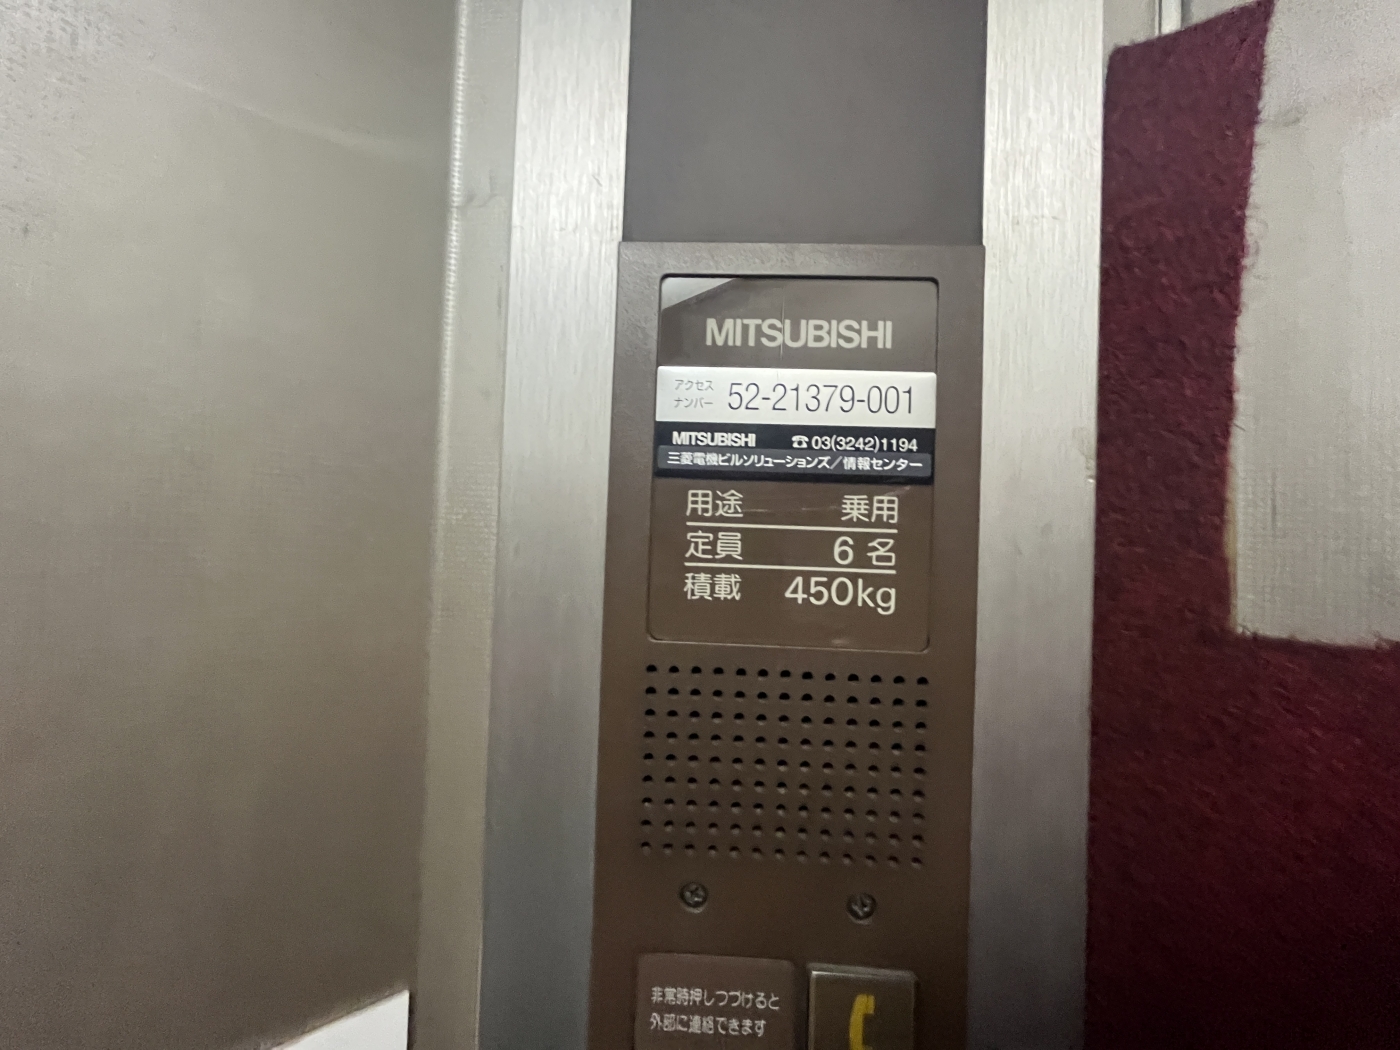 MITSUBISHI
アクセス
ナンバー 52-21379-001
MITSUBISHI ☎03(3242)1194
三菱電機ビルソリューションズ/情報センター
用途 乗用
定員 6名
積載 450kg
非常時押しつづけると
外部に連絡できます